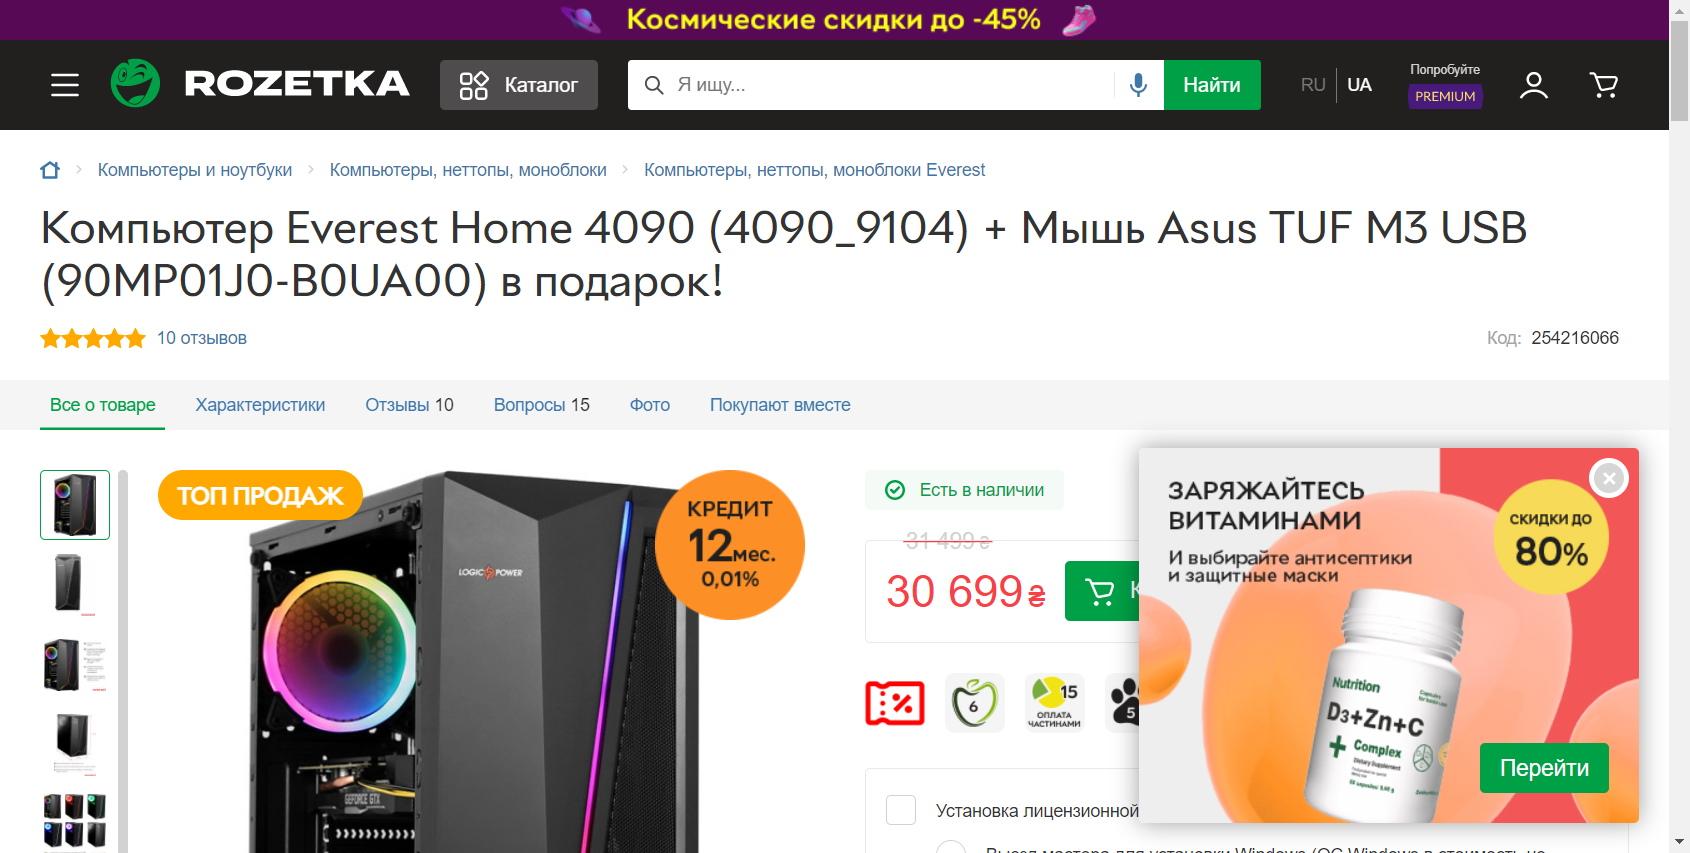 Космические скидки до -45%
ROZETKA
Каталог
Я ищу...
Найти
RU
UA
Попробуйте
PREMIUM
Компьютеры и ноутбуки
Компьютеры, неттопы, моноблоки
Компьютеры, неттопы, моноблоки Everest
Компьютер Everest Home 4090 (4090_9104) + Мышь Asus TUF M3 USB
(90MP01J0-B0UA00) в подарок!
10 отзывов
Код: 254216066
Все о товаре
Характеристики
Отзывы 10
Вопросы 15
Фото
Покупают вместе
ТОП ПРОДАЖ
КРЕДИТ
12 мес.
0,01%
LOGIC POWER
GEFORCE GTX
Есть в наличии
31 499 ₴
30 699 ₴
К
6
15
ОПЛАТА
ЧАСТИНАМИ
5
Установка лицензионной
ЗАРЯЖАЙТЕСЬ
ВИТАМИНАМИ
И выбирайте антисептики
и защитные маски
СКИДКИ ДО
80%
Nutrition
D3+Zn+C
Complex
Dietary Supplement
Перейти
Выезд мастера для установки Windows (ОС Windows в стоимость не